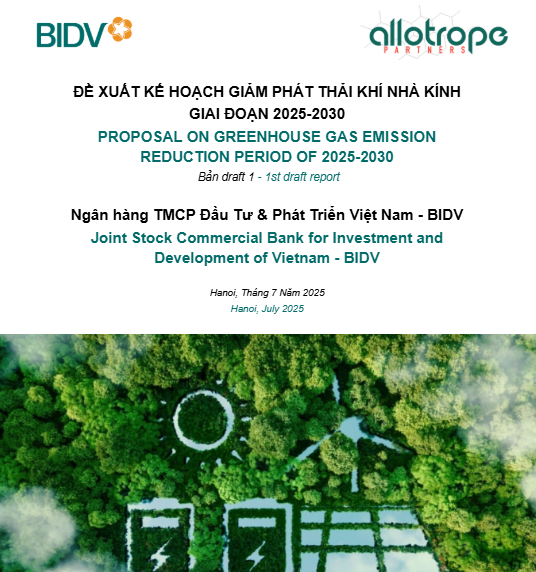 BIDV
allotrope
PARTNERS
ĐỀ XUẤT KẾ HOẠCH GIẢM PHÁT THẢI KHÍ NHÀ KÍNH
GIAI ĐOẠN 2025-2030
PROPOSAL ON GREENHOUSE GAS EMISSION
REDUCTION PERIOD OF 2025-2030
Bản draft 1 - 1st draft report
Ngân hàng TMCP Đầu Tư & Phát Triển Việt Nam - BIDV
Joint Stock Commercial Bank for Investment and
Development of Vietnam - BIDV
Hanoi, Tháng 7 Năm 2025
Hanoi, July 2025